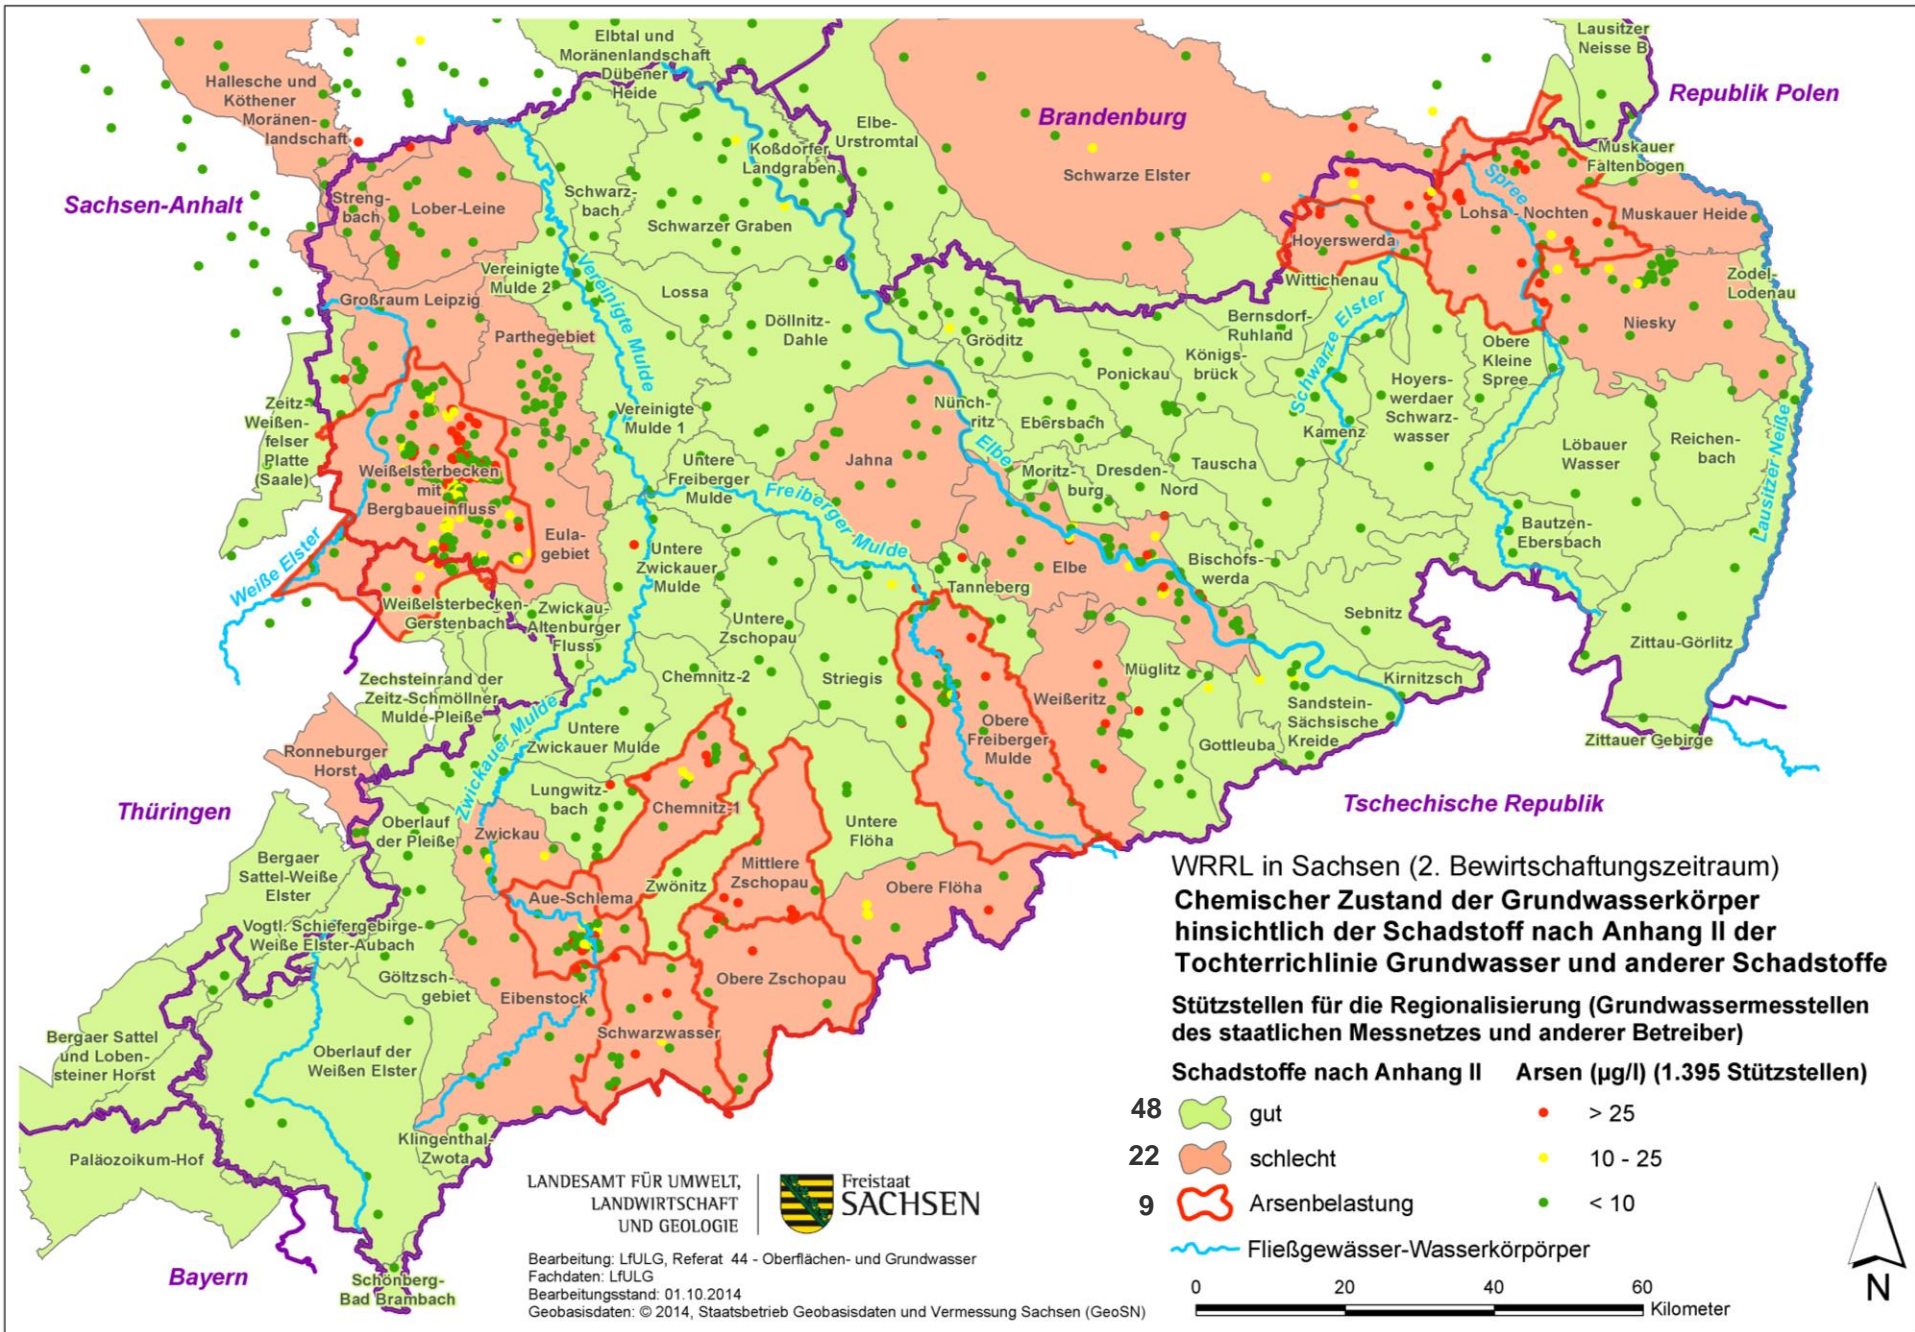 Elbtal und
Moränenlandschaft
Dübener
Heide
Lausitzer
Neisse B
Hallesche und
Köthener
Moränen-
landschaft
Republik Polen
Brandenburg
Elbe-
Urstromtal
Koßdorfer
Landgraben
Muskauer
Faltenbogen
Schwarze Elster
Spree
Sachsen-Anhalt
Streng-
bach
Lober-Leine
Schwarz-
bach
Schwarzer Graben
Lohsa - Nochten
Muskauer Heide
Hoyerswerda
Vereinigte
Mulde 2
Vereinigte Mulde
Lossa
Wittichenau
Zodel-
Lodenau
Großraum Leipzig
Parthegebiet
Döllnitz-
Dahle
Gröditz
Bernsdorf-
Ruhland
Schwarze Elster
Niesky
Königs-
brück
Obere
Kleine
Spree
Ponickau
Zeitz-
Weißen-
felser
Platte
(Saale)
Vereinigte
Mulde 1
Nünch-
ritz
Ebersbach
Hoyers-
werdaer
Schwarz-
wasser
Kamenz
Löbauer
Wasser
Reichen-
bach
Lausitzer Neiße
Weißelsterbecken
mit
Bergbaueinfluss
Untere
Freiberger
Mulde
Jahna
Elbe
Moritz-
burg
Dresden-
Nord
Tauscha
Freiberger Mulde
Bautzen-
Ebersbach
Eula-
gebiet
Untere
Zwickauer
Mulde
Weiße Elster
Elbe
Bischofs-
werda
Tanneberg
Weißelsterbecken-
Gerstenbach
Zwickau-
Altenburger
Fluss
Untere
Zschopau
Sebnitz
Zittau-Görlitz
Zechsteinrand der
Zeitz-Schmöllner
Mulde-Pleiße
Chemnitz-2
Striegis
Müglitz
Kirnitzsch
Weißeritz
Sandstein-
Sächsische
Kreide
Obere
Freiberger
Mulde
Gottleuba
Zittauer Gebirge
Ronneburger
Horst
Untere
Zwickauer Mulde
Zwickauer Mulde
Lungwitz-
bach
Chemnitz-1
Thüringen
Tschechische Republik
Oberlauf
der Pleiße
Zwickau
Untere
Flöha
Bergaer
Sattel-Weiße
Elster
Mittlere
Zschopau
Aue-Schlema
Zwönitz
Obere Flöha
Vogtl. Schiefergebirge-
Weiße Elster-Aubach
Göltzsch-
gebiet
Eibenstock
Obere Zschopau
Schwarzwasser
Bergaer Sattel
und Loben-
steiner Horst
Oberlauf der
Weißen Elster
Klingenthal-
Zwota
Paläozoikum-Hof
Bayern
Schönberg-
Bad Brambach
WRRL in Sachsen (2. Bewirtschaftungszeitraum)
Chemischer Zustand der Grundwasserkörper
hinsichtlich der Schadstoff nach Anhang II der
Tochterrichlinie Grundwasser und anderer Schadstoffe
Stützstellen für die Regionalisierung (Grundwassermesstellen
des staatlichen Messnetzes und anderer Betreiber)
Schadstoffe nach Anhang II Arsen (µg/l) (1.395 Stützstellen)
48 gut > 25
22 schlecht 10 - 25
9 Arsenbelastung < 10
Fließgewässer-Wasserkörpörper
0 20 40 60
Kilometer
N
LANDESAMT FÜR UMWELT,
LANDWIRTSCHAFT
UND GEOLOGIE
Freistaat
SACHSEN
Bearbeitung: LfULG, Referat 44 - Oberflächen- und Grundwasser
Fachdaten: LfULG
Bearbeitungsstand: 01.10.2014
Geobasisdaten: © 2014, Staatsbetrieb Geobasisdaten und Vermessung Sachsen (GeoSN)